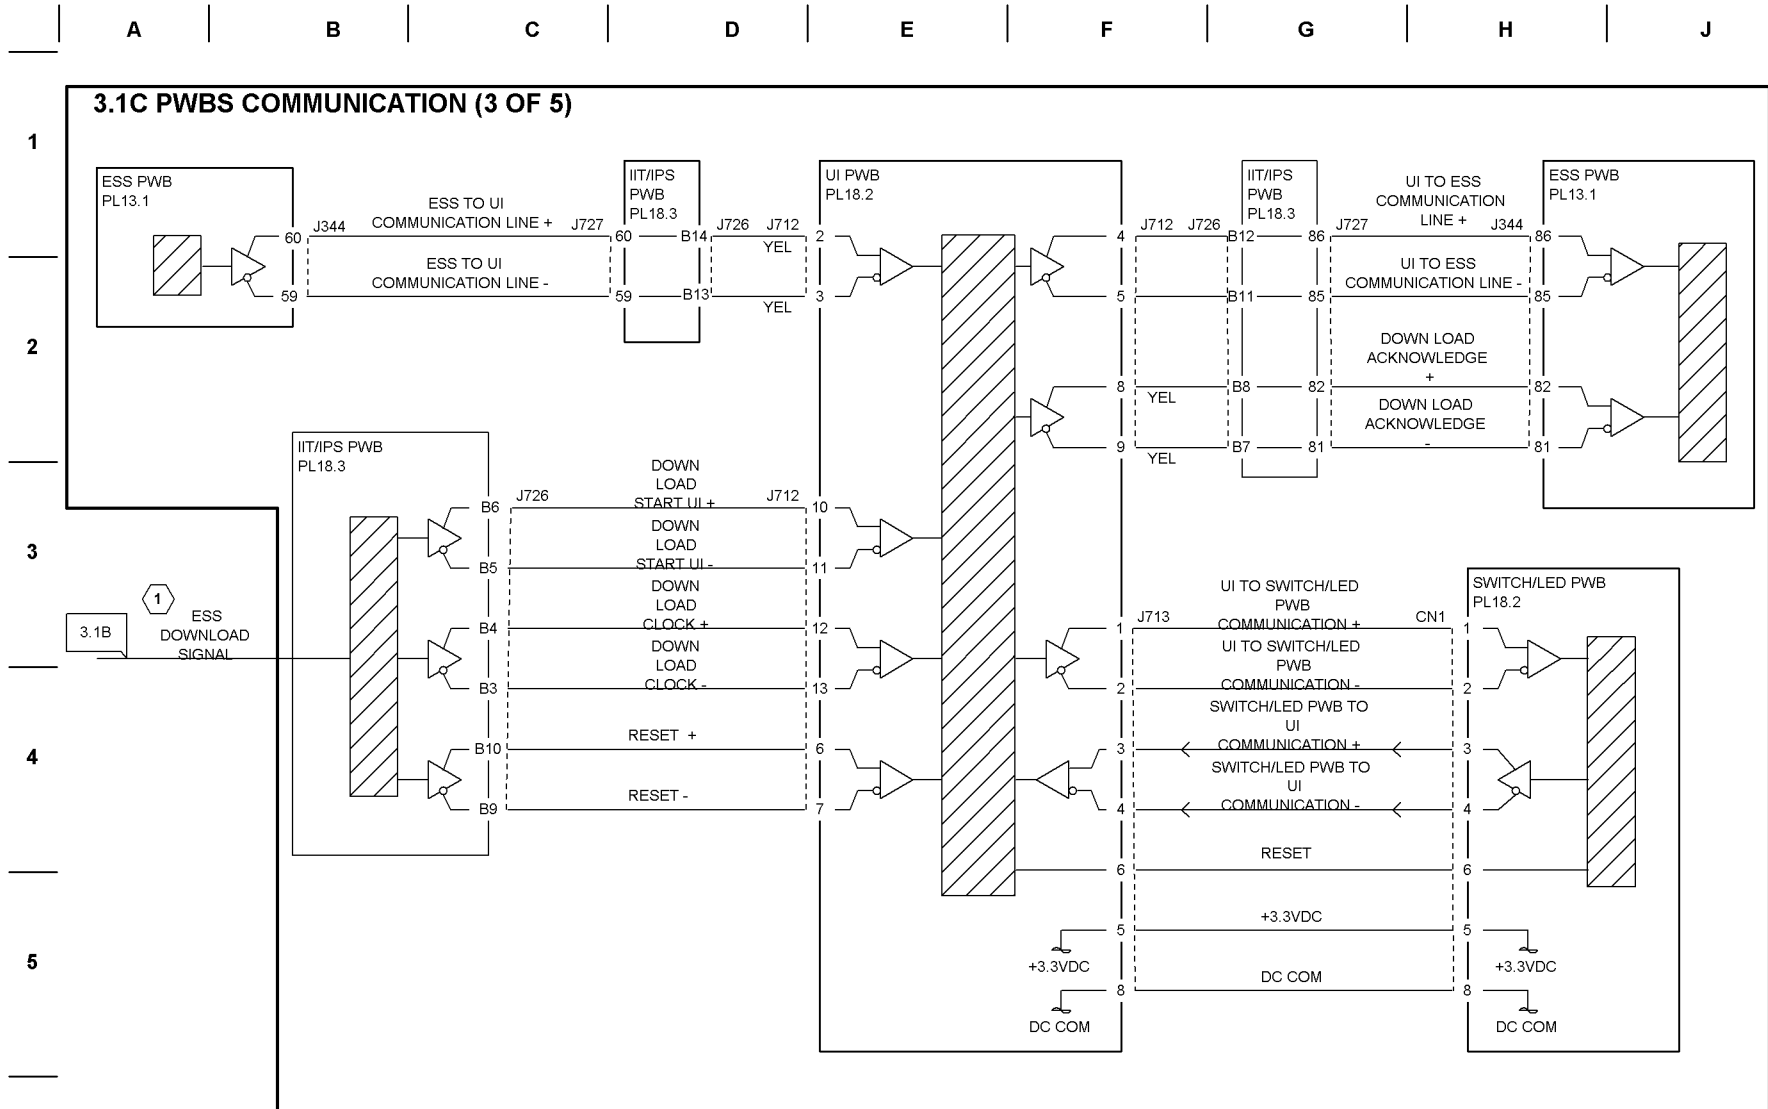 A B C D E F G H J
3.1C PWBS COMMUNICATION (3 OF 5)
1
2
3
4
5
ESS PWB
PL13.1
60
59
J344
ESS TO UI
COMMUNICATION LINE +
ESS TO UI
COMMUNICATION LINE -
J727
IIT/IPS
PWB
PL18.3
60 B14
59 B13
J726 J712
YEL
YEL
UI PWB
PL18.2
2
3
4
5
J712 J726
IIT/IPS
PWB
PL18.3
B12 86
B11 85
J727
UI TO ESS
COMMUNICATION
LINE +
J344
UI TO ESS
COMMUNICATION LINE -
ESS PWB
PL13.1
86
85
8
9
YEL
YEL
B8 82
B7 81
DOWN LOAD
ACKNOWLEDGE
+
DOWN LOAD
ACKNOWLEDGE
-
82
81
3.1B
1
ESS
DOWNLOAD
SIGNAL
IIT/IPS PWB
PL18.3
B6
B5
B4
B3
B10
B9
J726
DOWN
LOAD
START UI +
DOWN
LOAD
START UI -
DOWN
LOAD
CLOCK +
DOWN
LOAD
CLOCK -
RESET +
RESET -
J712
10
11
12
13
6
7
1
2
3
4
6
5
8
J713
UI TO SWITCH/LED
PWB
COMMUNICATION +
UI TO SWITCH/LED
PWB
COMMUNICATION -
SWITCH/LED PWB TO
UI
COMMUNICATION +
SWITCH/LED PWB TO
UI
COMMUNICATION -
RESET
+3.3VDC
DC COM
CN1
SWITCH/LED PWB
PL18.2
1
2
3
4
6
5
8
+3.3VDC
DC COM
+3.3VDC
DC COM